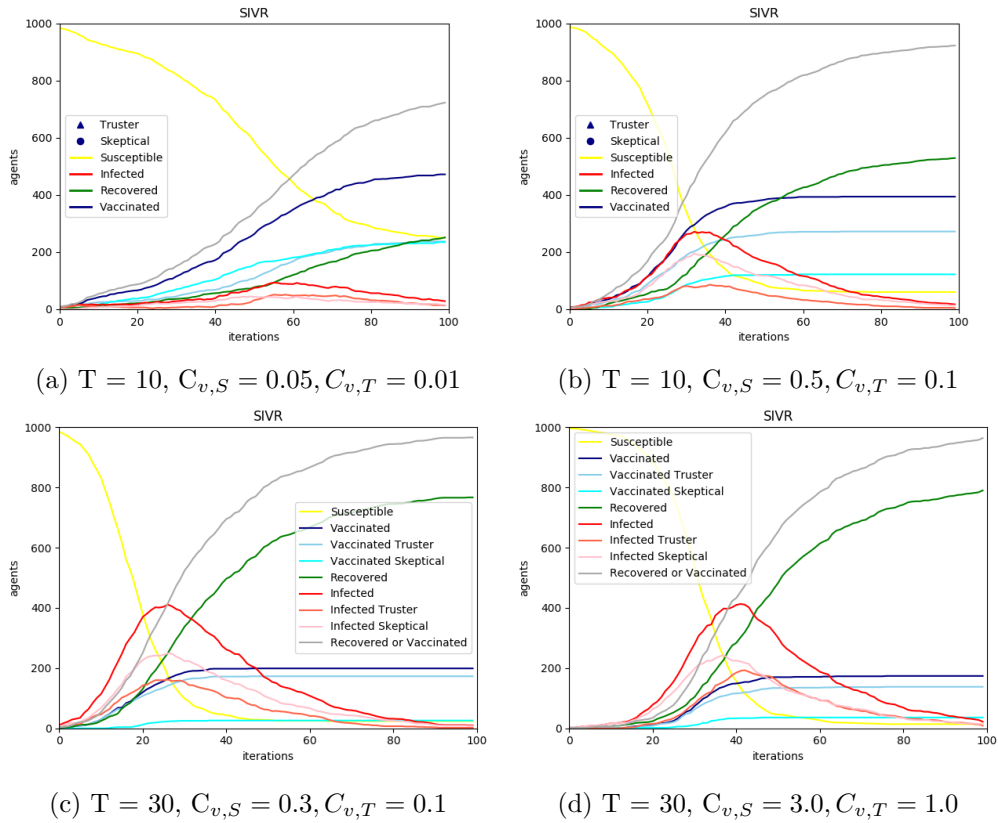 SIVR
1000
800
600
400
200
0
agents
Truster
Skeptical
Susceptible
Infected
Recovered
Vaccinated
0 20 40 60 80 100
iterations
(a) T = 10, C_{v,S} = 0.05, C_{v,T} = 0.01
SIVR
1000
800
600
400
200
0
agents
Truster
Skeptical
Susceptible
Infected
Recovered
Vaccinated
0 20 40 60 80 100
iterations
(b) T = 10, C_{v,S} = 0.5, C_{v,T} = 0.1
SIVR
1000
800
600
400
200
0
agents
Susceptible
Vaccinated
Vaccinated Truster
Vaccinated Skeptical
Recovered
Infected
Infected Truster
Infected Skeptical
Recovered or Vaccinated
0 20 40 60 80 100
iterations
(c) T = 30, C_{v,S} = 0.3, C_{v,T} = 0.1
SIVR
1000
800
600
400
200
0
agents
Susceptible
Vaccinated
Vaccinated Truster
Vaccinated Skeptical
Recovered
Infected
Infected Truster
Infected Skeptical
Recovered or Vaccinated
0 20 40 60 80 100
iterations
(d) T = 30, C_{v,S} = 3.0, C_{v,T} = 1.0